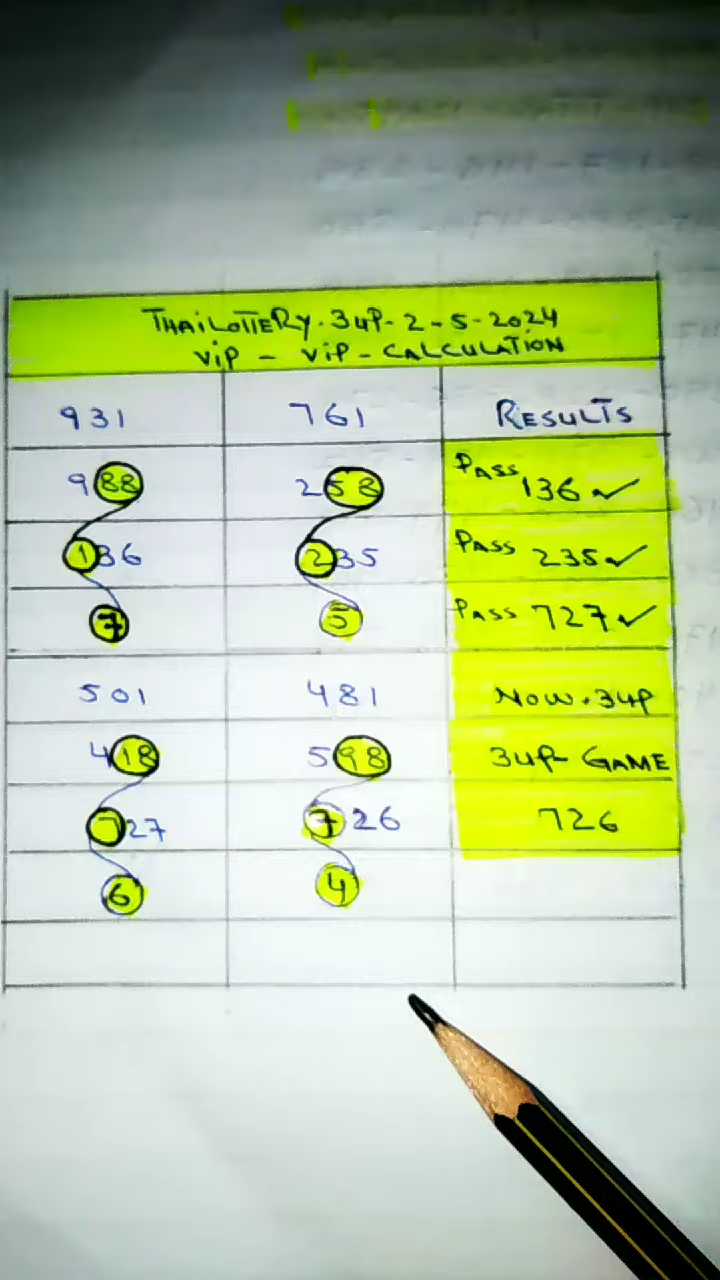 THAILOTTERY.3UP-2-5-2024
VIP - VIP-CALCULATION
931 761 RESULTS
988 258 PASS 136 ✓
136 235 PASS 235 ✓
7 5 PASS 727 ✓
501 481 NOW.3UP
418 598 3UP-GAME
727 726 726
6 4